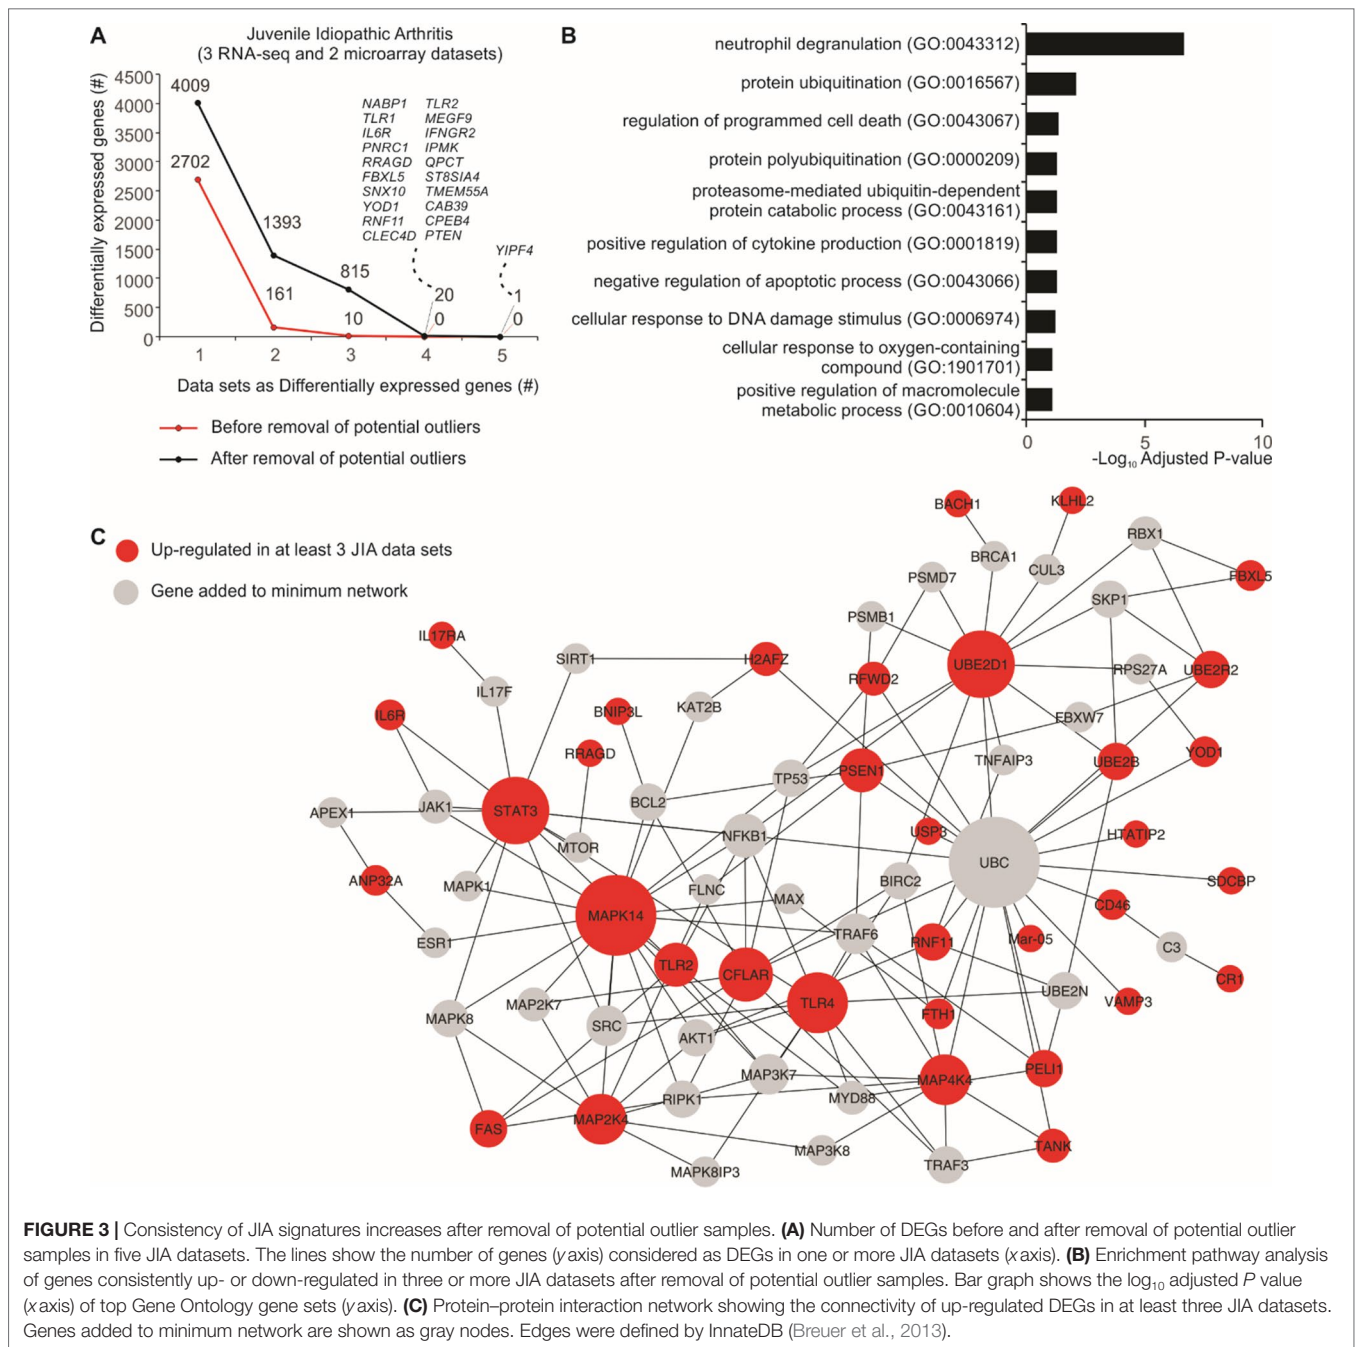 A
Juvenile Idiopathic Arthritis
(3 RNA-seq and 2 microarray datasets)
Differentially expressed genes (#)
4500
4000
3500
3000
2500
2000
1500
1000
500
0
4009
2702
1393
161
815
10
20
0
1
0
NABP1 TLR2
TLR1 MEGF9
IL6R IFNGR2
PNRC1 IPMK
RRAGD QPCT
FBXL5 ST8SIA4
SNX10 TMEM55A
YOD1 CAB39
RNF11 CPEB4
CLEC4D PTEN
YIPF4
1 2 3 4 5
Data sets as Differentially expressed genes (#)
Before removal of potential outliers
After removal of potential outliers
B
neutrophil degranulation (GO:0043312)
protein ubiquitination (GO:0016567)
regulation of programmed cell death (GO:0043067)
protein polyubiquitination (GO:0000209)
proteasome-mediated ubiquitin-dependent
protein catabolic process (GO:0043161)
positive regulation of cytokine production (GO:0001819)
negative regulation of apoptotic process (GO:0043066)
cellular response to DNA damage stimulus (GO:0006974)
cellular response to oxygen-containing
compound (GO:1901701)
positive regulation of macromolecule
metabolic process (GO:0010604)
0 5 10
-Log10 Adjusted P-value
C
Up-regulated in at least 3 JIA data sets
Gene added to minimum network
BACH1
KLHL2
RBX1
BRCA1
CUL3
PSMD7
FBXL5
SKP1
PSMB1
IL17RA
SIRT1
H2AFZ
UBE2D1
RFWD2
RPS27A
UBE2R2
IL17F
IL6R
BNIP3L
KAT2B
FBXW7
RRAGD
TP53
PSEN1
TNFAIP3
UBE2B
YOD1
APEX1
JAK1
STAT3
BCL2
NFKB1
USP3
HTATIP2
MTOR
UBC
ANP32A
MAPK1
FLNC
MAX
BIRC2
SDCBP
CD46
MAPK14
ESR1
TRAF6
RNF11
Mar-05
C3
TLR2
CFLAR
CR1
MAP2K7
TLR4
UBE2N
VAMP3
MAPK8
SRC
AKT1
FTH1
MAP3K7
MAP4K4
PELI1
RIPK1
MYD88
FAS
MAP2K4
MAP3K8
TANK
MAPK8IP3
TRAF3
FIGURE 3 | Consistency of JIA signatures increases after removal of potential outlier samples. (A) Number of DEGs before and after removal of potential outlier
samples in five JIA datasets. The lines show the number of genes (y axis) considered as DEGs in one or more JIA datasets (x axis). (B) Enrichment pathway analysis
of genes consistently up- or down-regulated in three or more JIA datasets after removal of potential outlier samples. Bar graph shows the log10 adjusted P value
(x axis) of top Gene Ontology gene sets (y axis). (C) Protein–protein interaction network showing the connectivity of up-regulated DEGs in at least three JIA datasets.
Genes added to minimum network are shown as gray nodes. Edges were defined by InnateDB (Breuer et al., 2013).